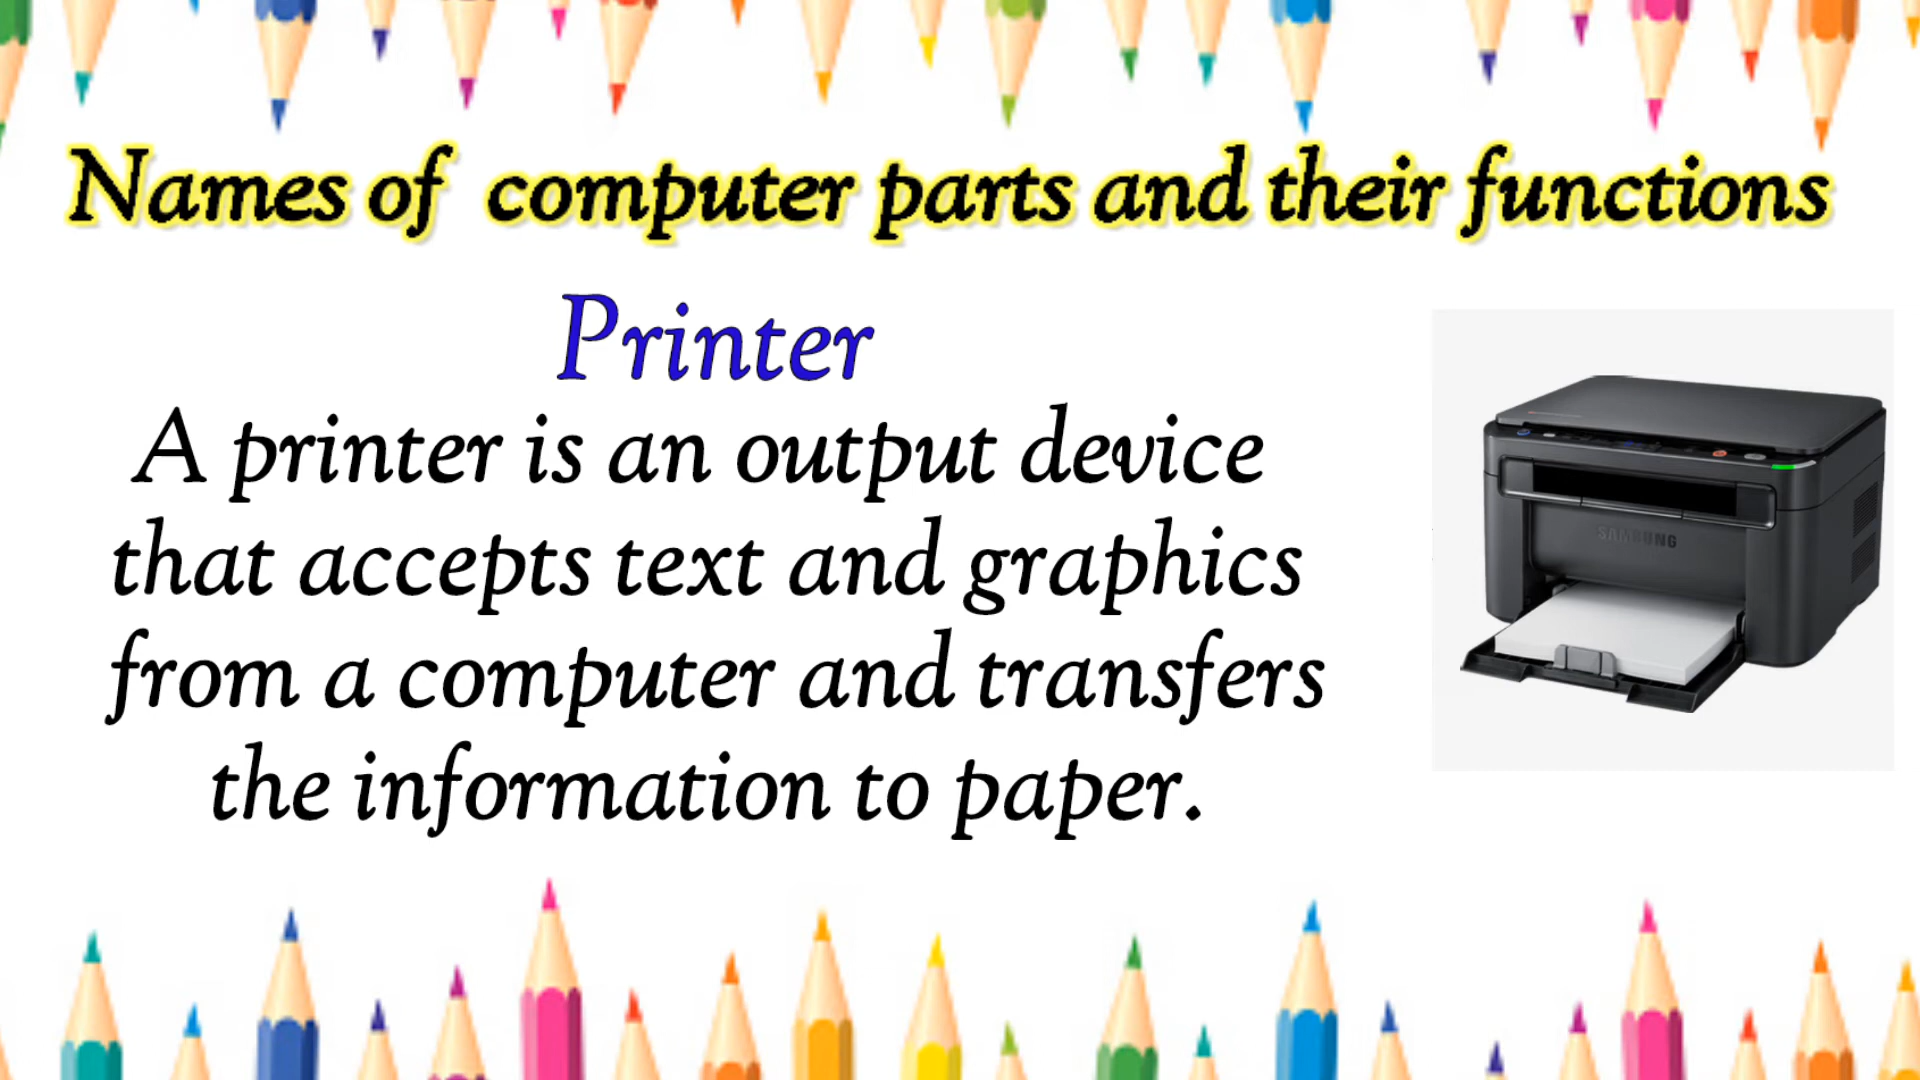 Names of computer parts and their functions
Printer
A printer is an output device
that accepts text and graphics
from a computer and transfers
the information to paper.
SAMSUNG